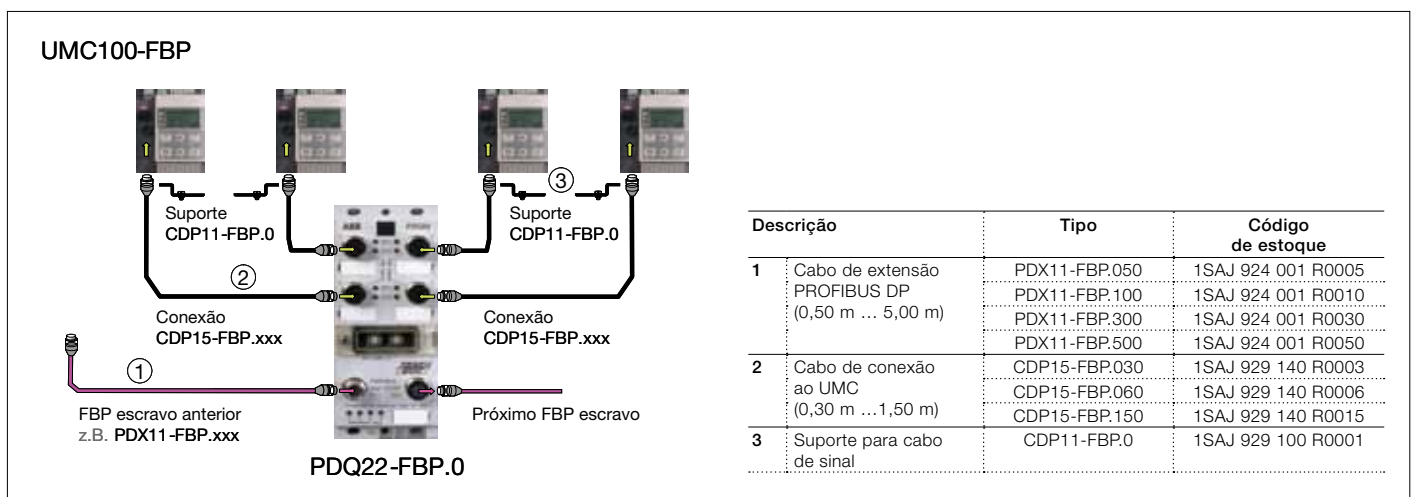 UMC100-FBP
3
Suporte
CDP11-FBP.0
Suporte
CDP11-FBP.0
ABB
2
Conexão
CDP15-FBP.xxx
Conexão
CDP15-FBP.xxx
1
FBP escravo anterior
z.B. PDX11-FBP.xxx
Próximo FBP escravo
PDQ22-FBP.0
Descrição Tipo Código
de estoque
1 Cabo de extensão PDX11-FBP.050 1SAJ 924 001 R0005
PROFIBUS DP PDX11-FBP.100 1SAJ 924 001 R0010
(0,50 m … 5,00 m) PDX11-FBP.300 1SAJ 924 001 R0030
PDX11-FBP.500 1SAJ 924 001 R0050
2 Cabo de conexão CDP15-FBP.030 1SAJ 929 140 R0003
ao UMC CDP15-FBP.060 1SAJ 929 140 R0006
(0,30 m …1,50 m) CDP15-FBP.150 1SAJ 929 140 R0015
3 Suporte para cabo CDP11-FBP.0 1SAJ 929 100 R0001
de sinal